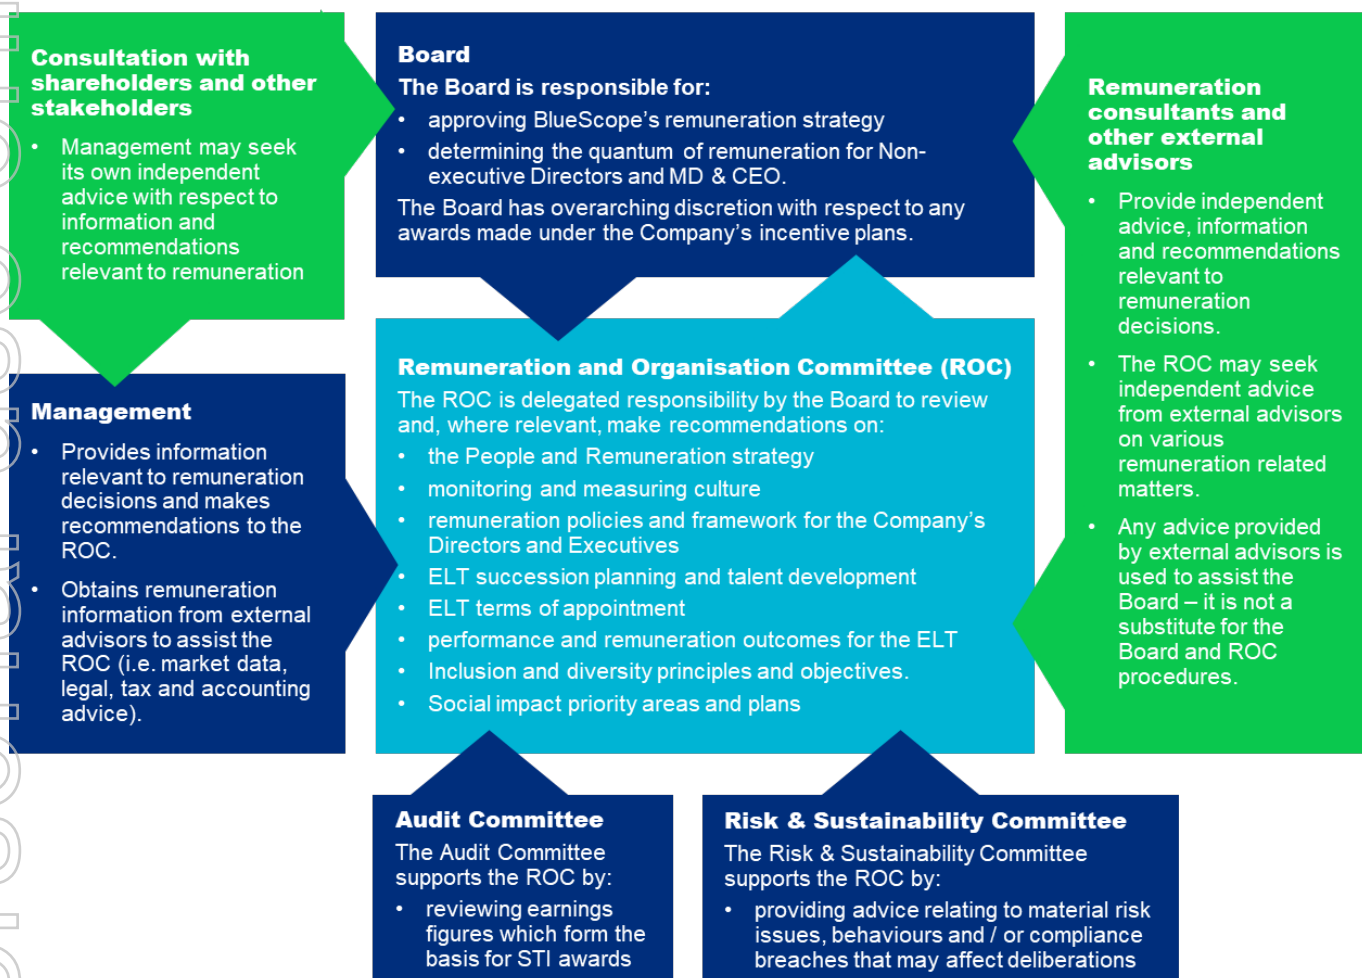 Consultation with
shareholders and other
stakeholders
• Management may seek
its own independent
advice with respect to
information and
recommendations
relevant to remuneration
Board
The Board is responsible for:
• approving BlueScope's remuneration strategy
• determining the quantum of remuneration for Non-
executive Directors and MD & CEO.
The Board has overarching discretion with respect to any
awards made under the Company's incentive plans.
Remuneration
consultants and
other external
advisors
• Provide independent
advice, information
and recommendations
relevant to
remuneration
decisions.
• The ROC may seek
independent advice
from external advisors
on various
remuneration related
matters.
• Any advice provided
by external advisors is
used to assist the
Board – it is not a
substitute for the
Board and ROC
procedures.
Management
• Provides information
relevant to remuneration
decisions and makes
recommendations to the
ROC.
• Obtains remuneration
information from external
advisors to assist the
ROC (i.e. market data,
legal, tax and accounting
advice).
Remuneration and Organisation Committee (ROC)
The ROC is delegated responsibility by the Board to review
and, where relevant, make recommendations on:
• the People and Remuneration strategy
• monitoring and measuring culture
• remuneration policies and framework for the Company's
Directors and Executives
• ELT succession planning and talent development
• ELT terms of appointment
• performance and remuneration outcomes for the ELT
• Inclusion and diversity principles and objectives.
• Social impact priority areas and plans
Audit Committee
The Audit Committee
supports the ROC by:
• reviewing earnings
figures which form the
basis for STI awards
Risk & Sustainability Committee
The Risk & Sustainability Committee
supports the ROC by:
• providing advice relating to material risk
issues, behaviours and / or compliance
breaches that may affect deliberations